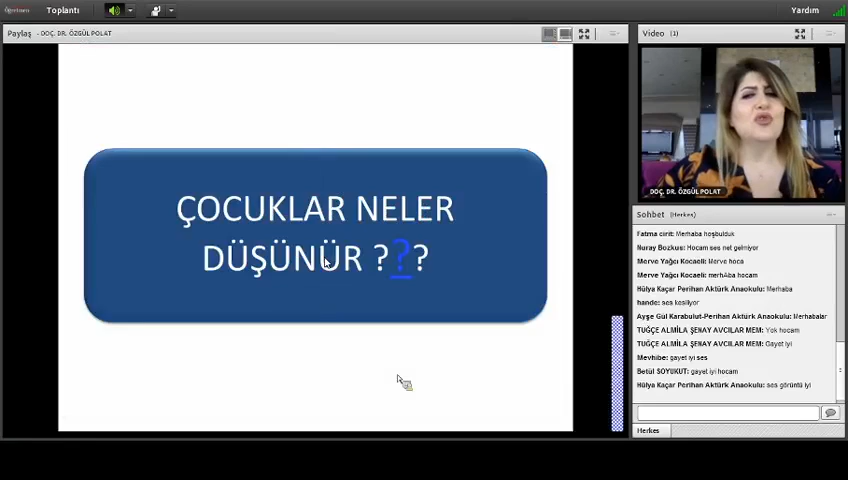 Öğretmen Toplantı Yardım
Paylaş - DOÇ. DR. ÖZGÜL POLAT
ÇOCUKLAR NELER
DÜŞÜNÜR ???
Video (1)
DOÇ. DR. ÖZGÜL POLAT
Sohbet (Herkes)
Fatma cirit: Merhaba hoşbulduk
Nuray Bozkus: Hocam ses net gelmiyor
Merve Yağcı Kocaeli: Merve hoca
Merve Yağcı Kocaeli: merhAba hocam
Hülya Kaçar Perihan Aktürk Anaokulu: Merhaba
hande: ses kesiliyor
Ayşe Gül Karabulut-Perihan Aktürk Anaokulu: Merhabalar
TUĞÇE ALMİLA ŞENAY AVCILAR MEM: Yok hocam
TUĞÇE ALMİLA ŞENAY AVCILAR MEM: Gayet iyi
Mevhibe: gayet iyi ses
Betül SOYUKUT: gayet iyi hocam
Hülya Kaçar Perihan Aktürk Anaokulu: ses görüntü iyi
Herkes